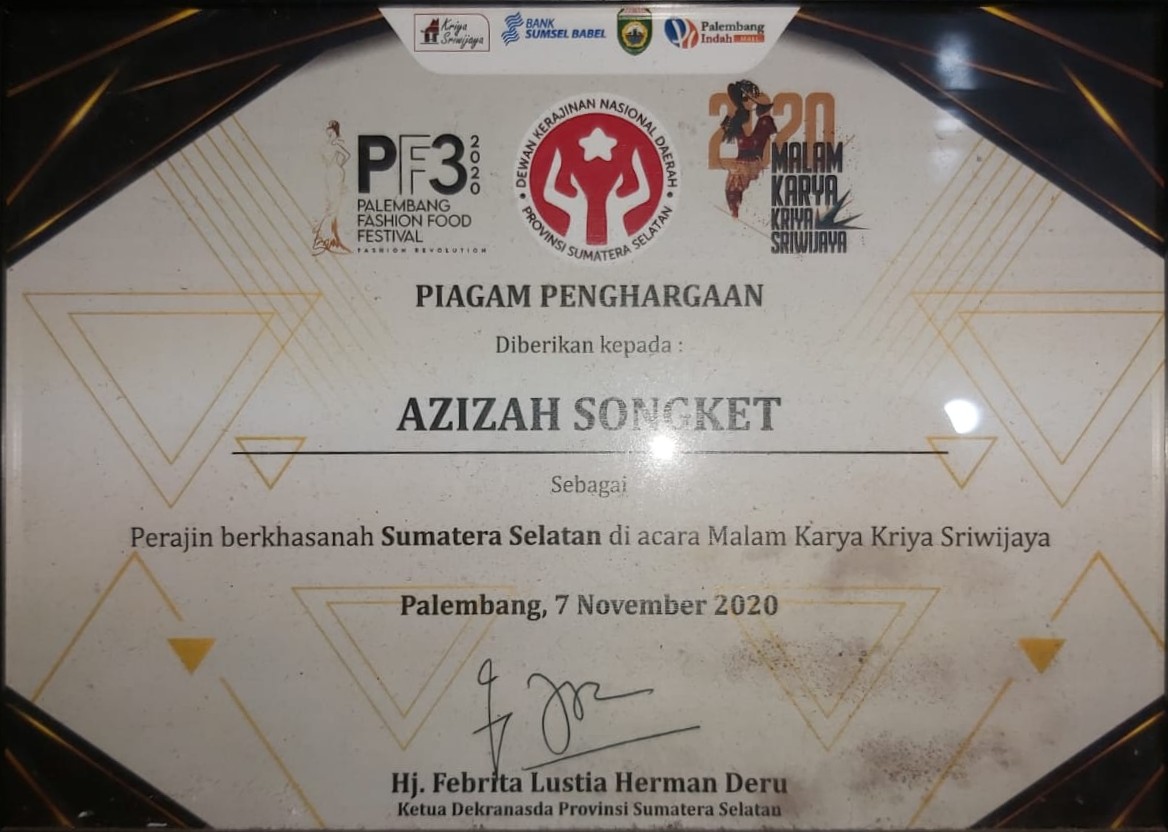 Kriya Sriwijaya
BANK SUMSEL BABEL
Palembang Indah MALL
PFF3 2020
PALEMBANG
FASHION FOOD
FESTIVAL
FASHION REVOLUTION
DEWAN KERAJINAN NASIONAL DAERAH
PROVINSI SUMATERA SELATAN
2020
MALAM
KARYA
KRIYA
SRIWIJAYA
PIAGAM PENGHARGAAN
Diberikan kepada :
AZIZAH SONGKET
Sebagai
Perajin berkhasanah Sumatera Selatan di acara Malam Karya Kriya Sriwijaya
Palembang, 7 November 2020
Hj. Febrita Lustia Herman Deru
Ketua Dekranasda Provinsi Sumatera Selatan